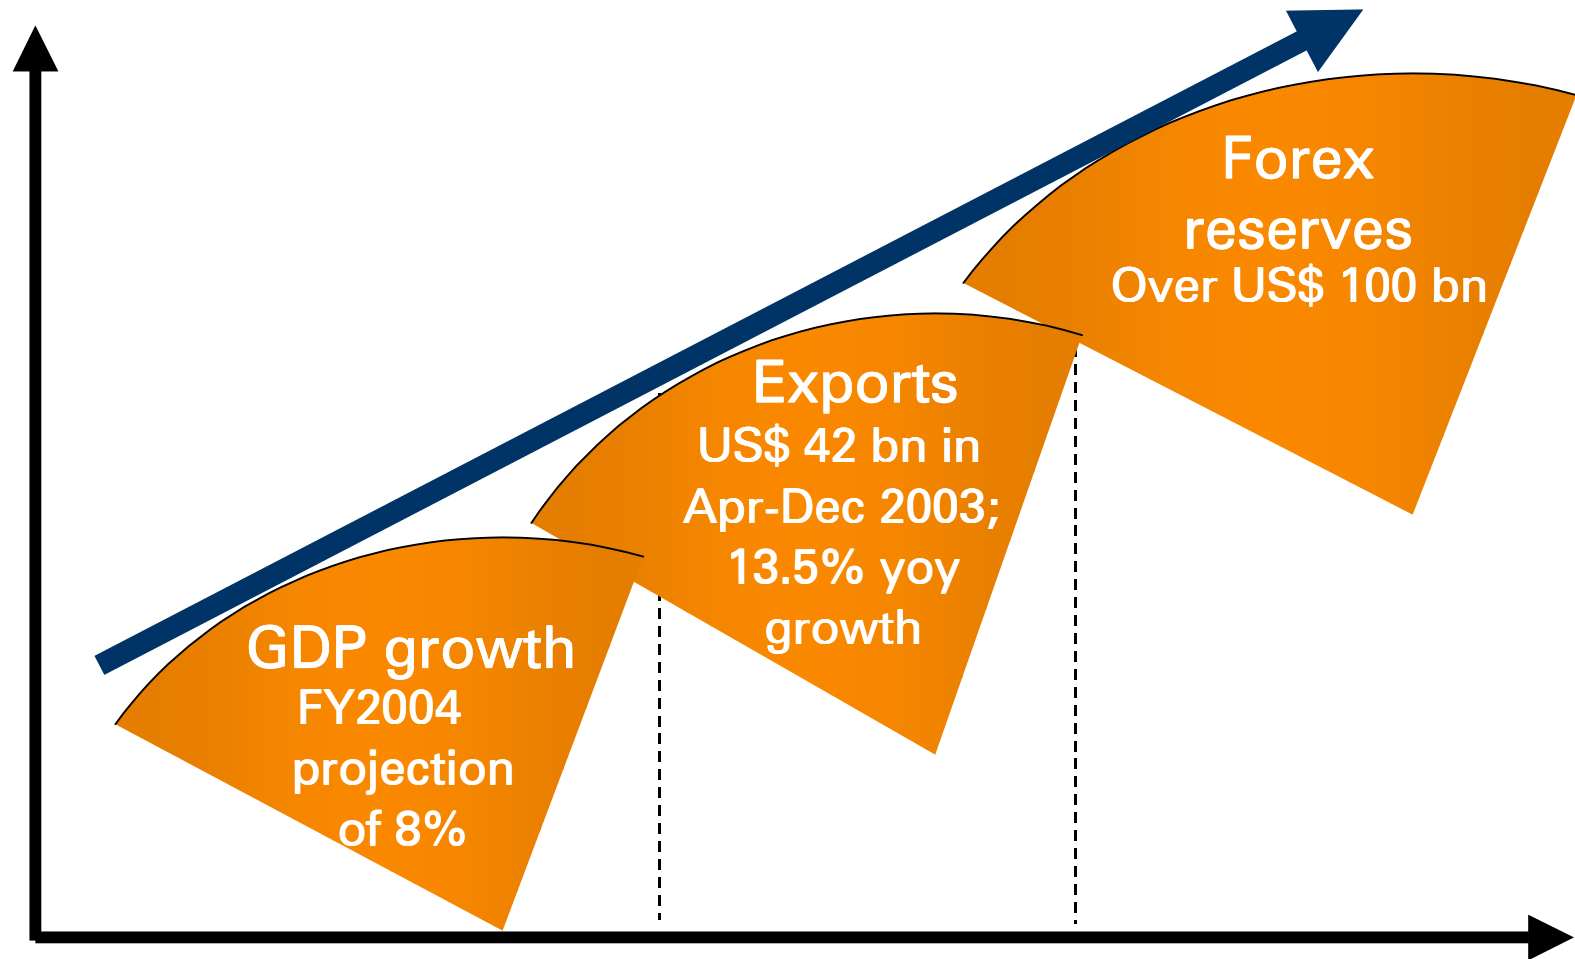 Forex
reserves
Over US$ 100 bn
Exports
US$ 42 bn in
Apr-Dec 2003;
13.5% yoy
growth
GDP growth
FY2004
projection
of 8%